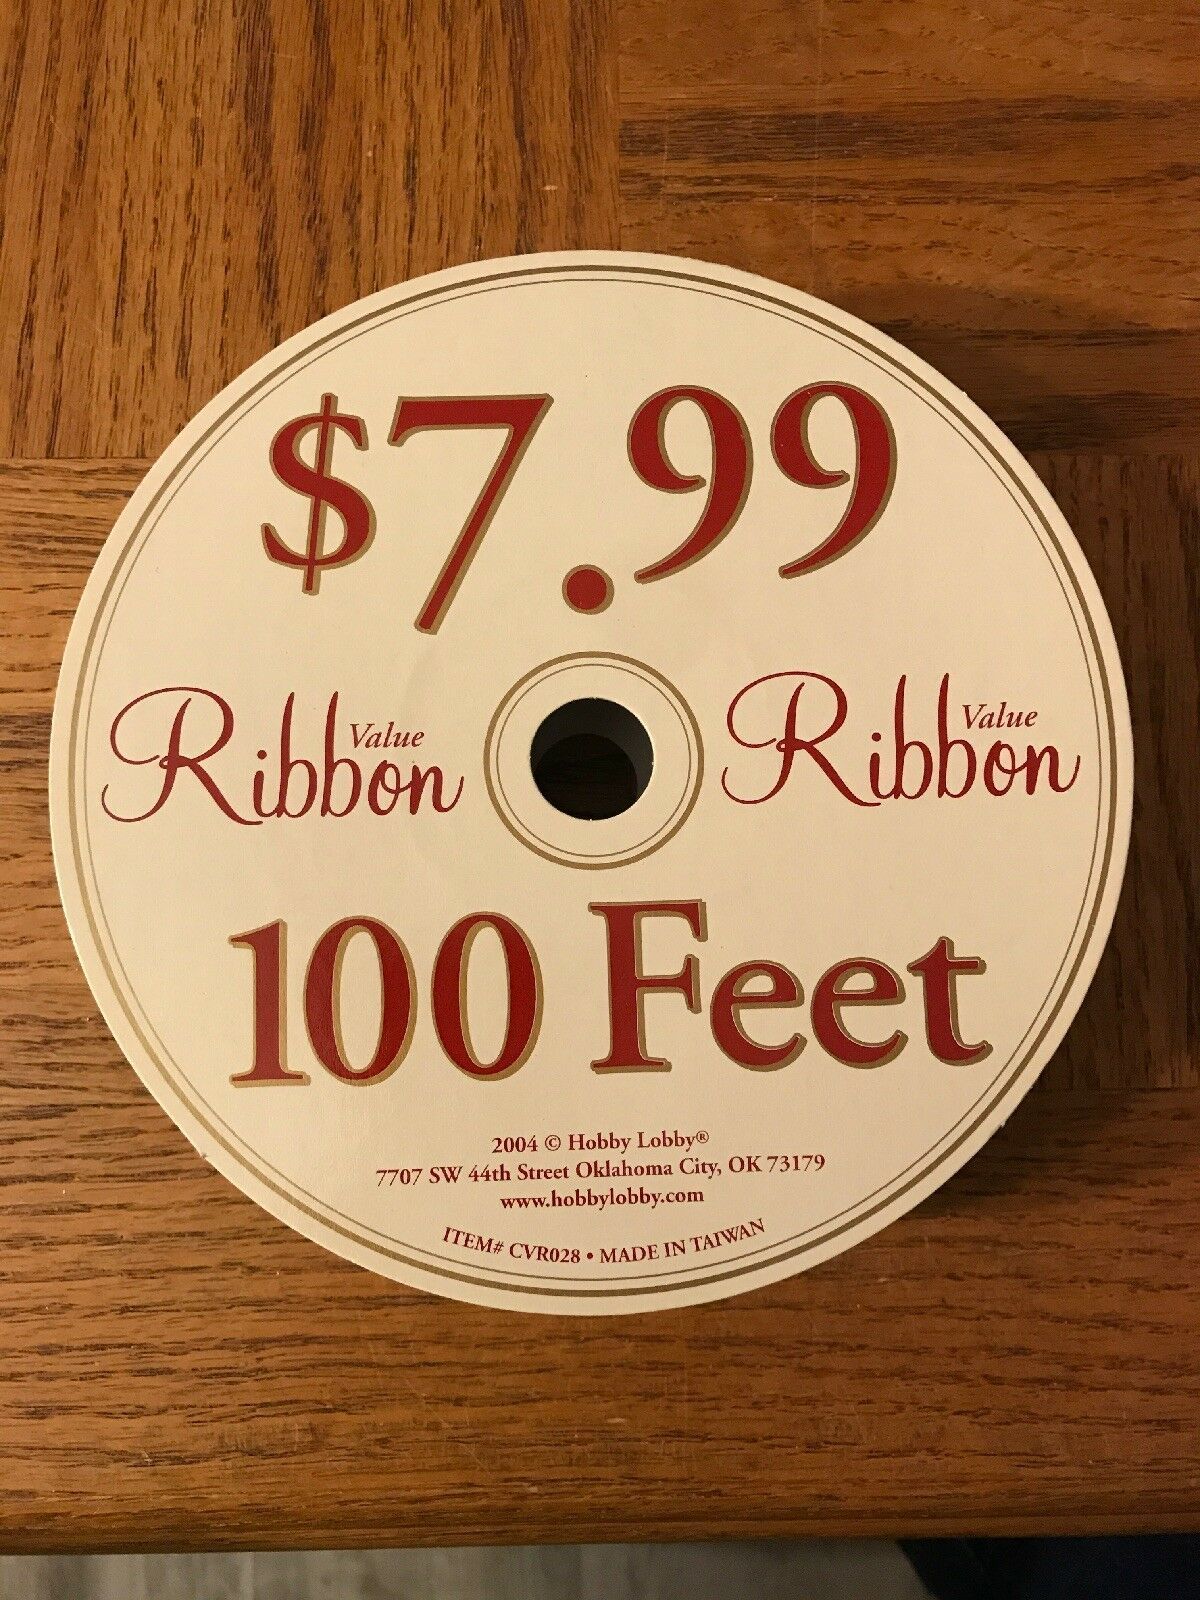 $7.99
Value
Ribbon
Value
Ribbon
100 Feet
2004 © Hobby Lobby®
7707 SW 44th Street Oklahoma City, OK 73179
www.hobbylobby.com
ITEM# CVR028 • MADE IN TAIWAN